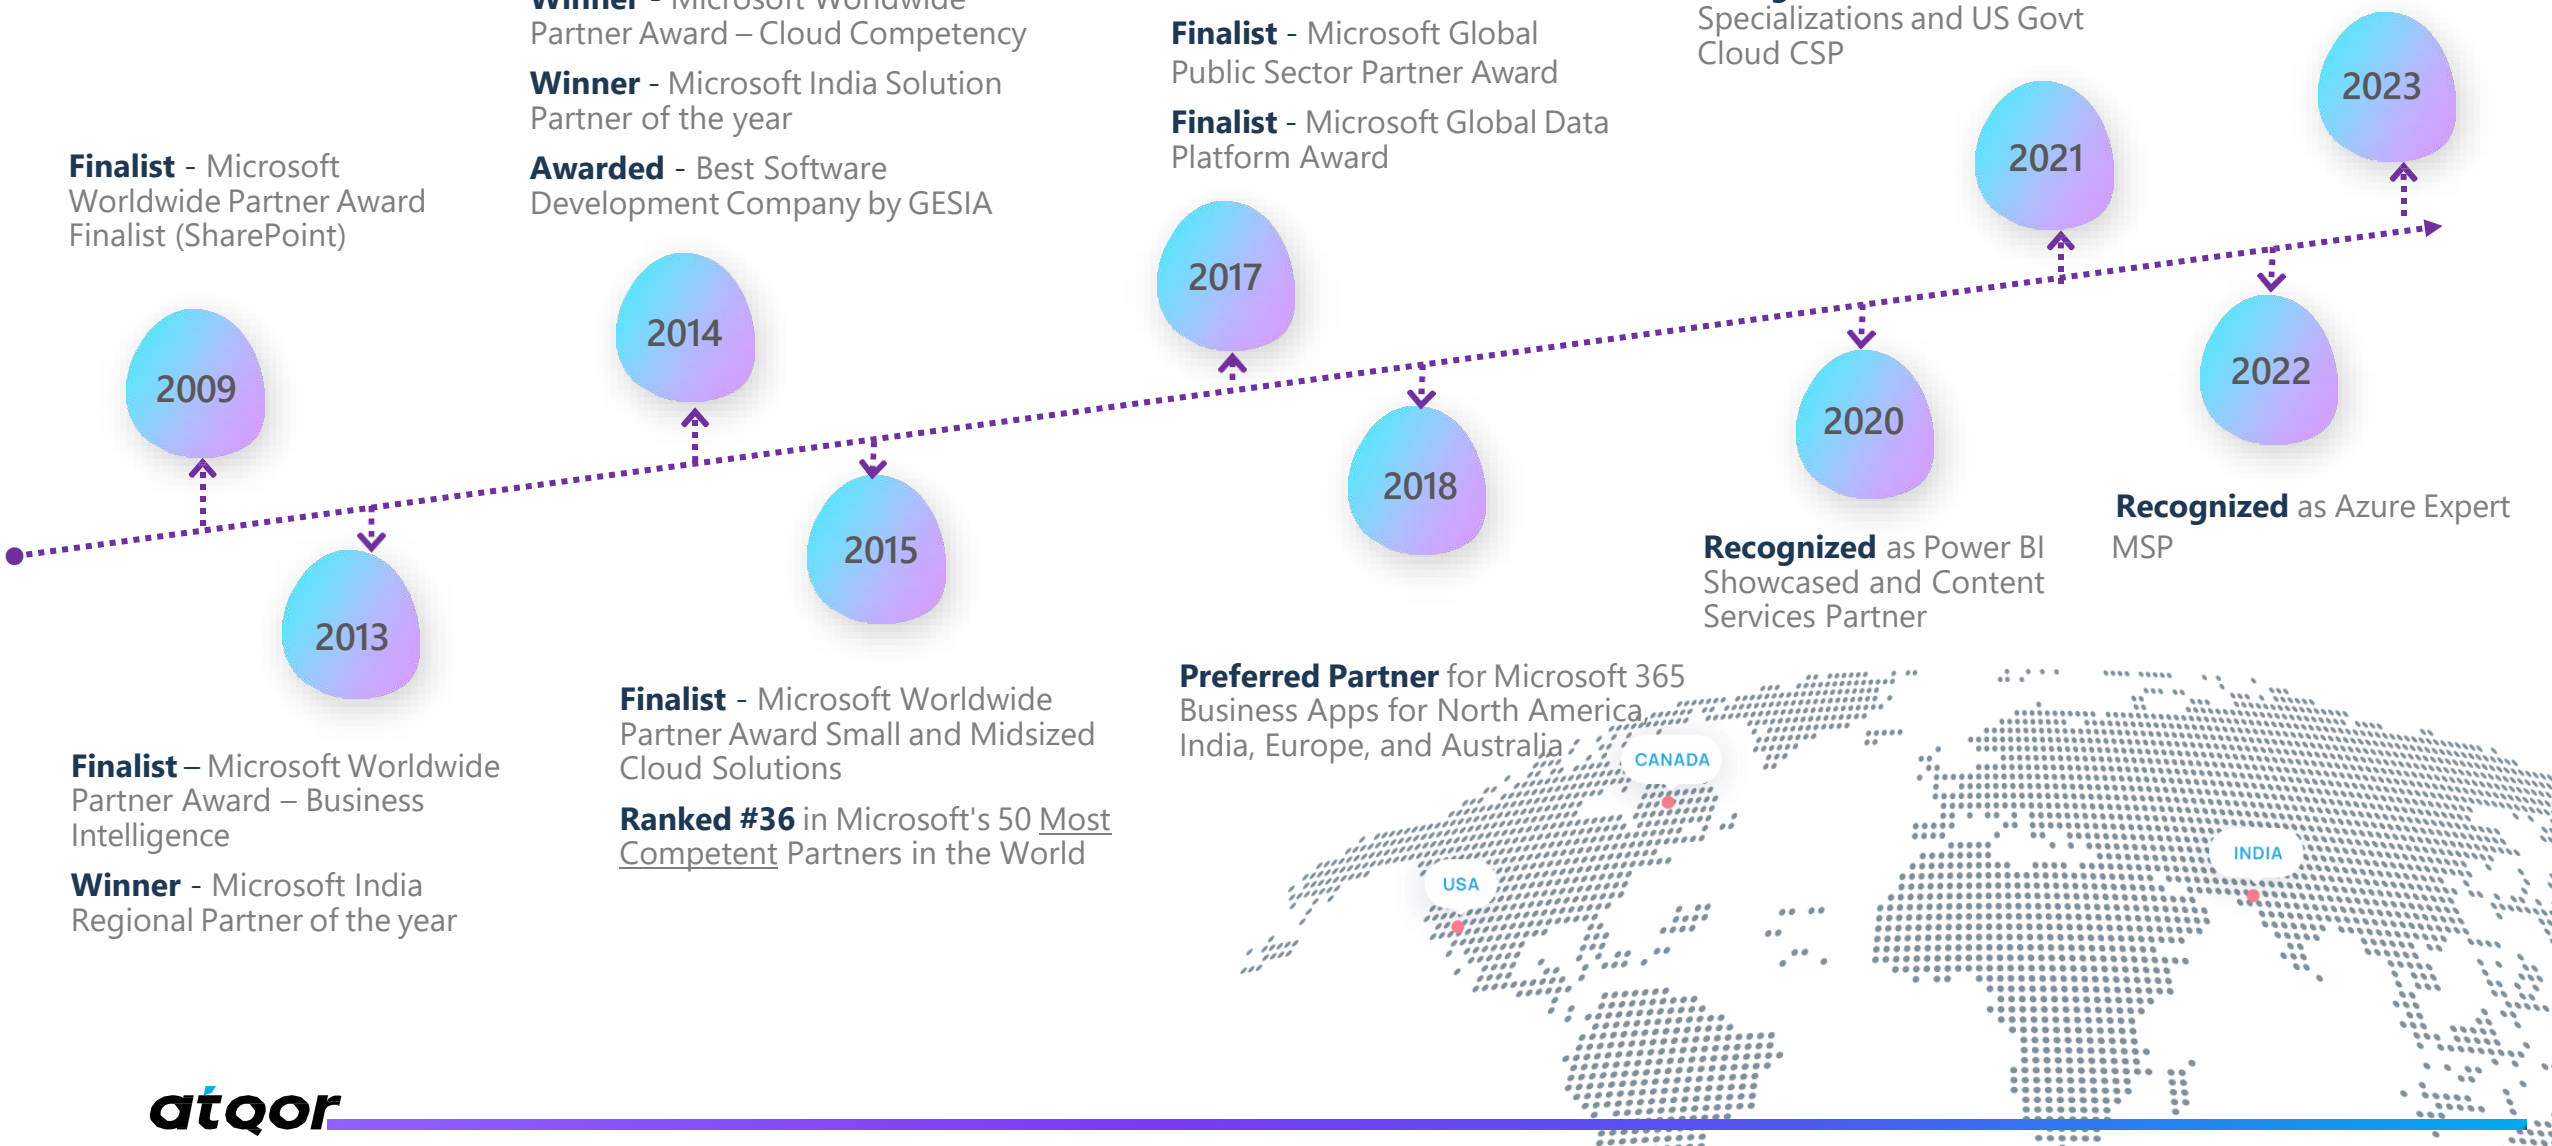 Winner - Microsoft Worldwide
Partner Award – Cloud Competency
Winner - Microsoft India Solution
Partner of the year
Awarded - Best Software
Development Company by GESIA
Finalist - Microsoft Global
Public Sector Partner Award
Finalist - Microsoft Global Data
Platform Award
Specializations and US Govt
Cloud CSP
Finalist - Microsoft
Worldwide Partner Award
Finalist (SharePoint)
2009
2014
2017
2021
2023
2013
2015
2018
2020
2022
Finalist – Microsoft Worldwide
Partner Award – Business
Intelligence
Winner - Microsoft India
Regional Partner of the year
Finalist - Microsoft Worldwide
Partner Award Small and Midsized
Cloud Solutions
Ranked #36 in Microsoft's 50 Most
Competent Partners in the World
Preferred Partner for Microsoft 365
Business Apps for North America,
India, Europe, and Australia
Recognized as Power BI
Showcased and Content
Services Partner
Recognized as Azure Expert
MSP
CANADA
USA
INDIA
atqor